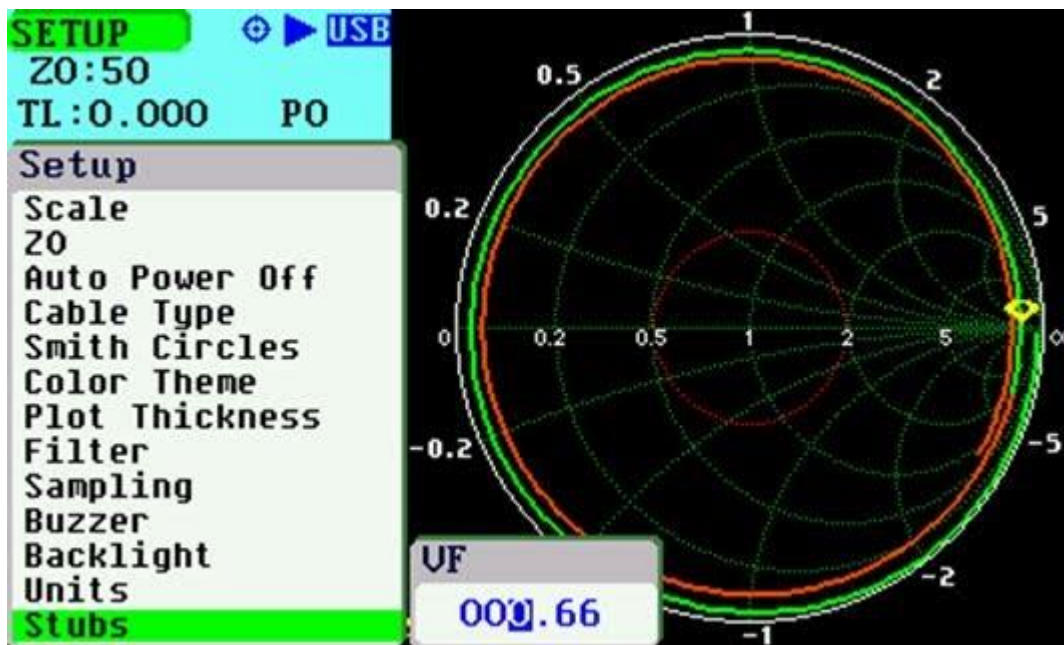 SETUP USB
ZO:50
TL:0.000 PO
Setup
Scale
ZO
Auto Power Off
Cable Type
Smith Circles
Color Theme
Plot Thickness
Filter
Sampling
Buzzer
Backlight
Units
Stubs
VF
000.66
1
0.5 2
0.2 5
0 0.2 0.5 1 2 5
-0.2 -5
-2
-1